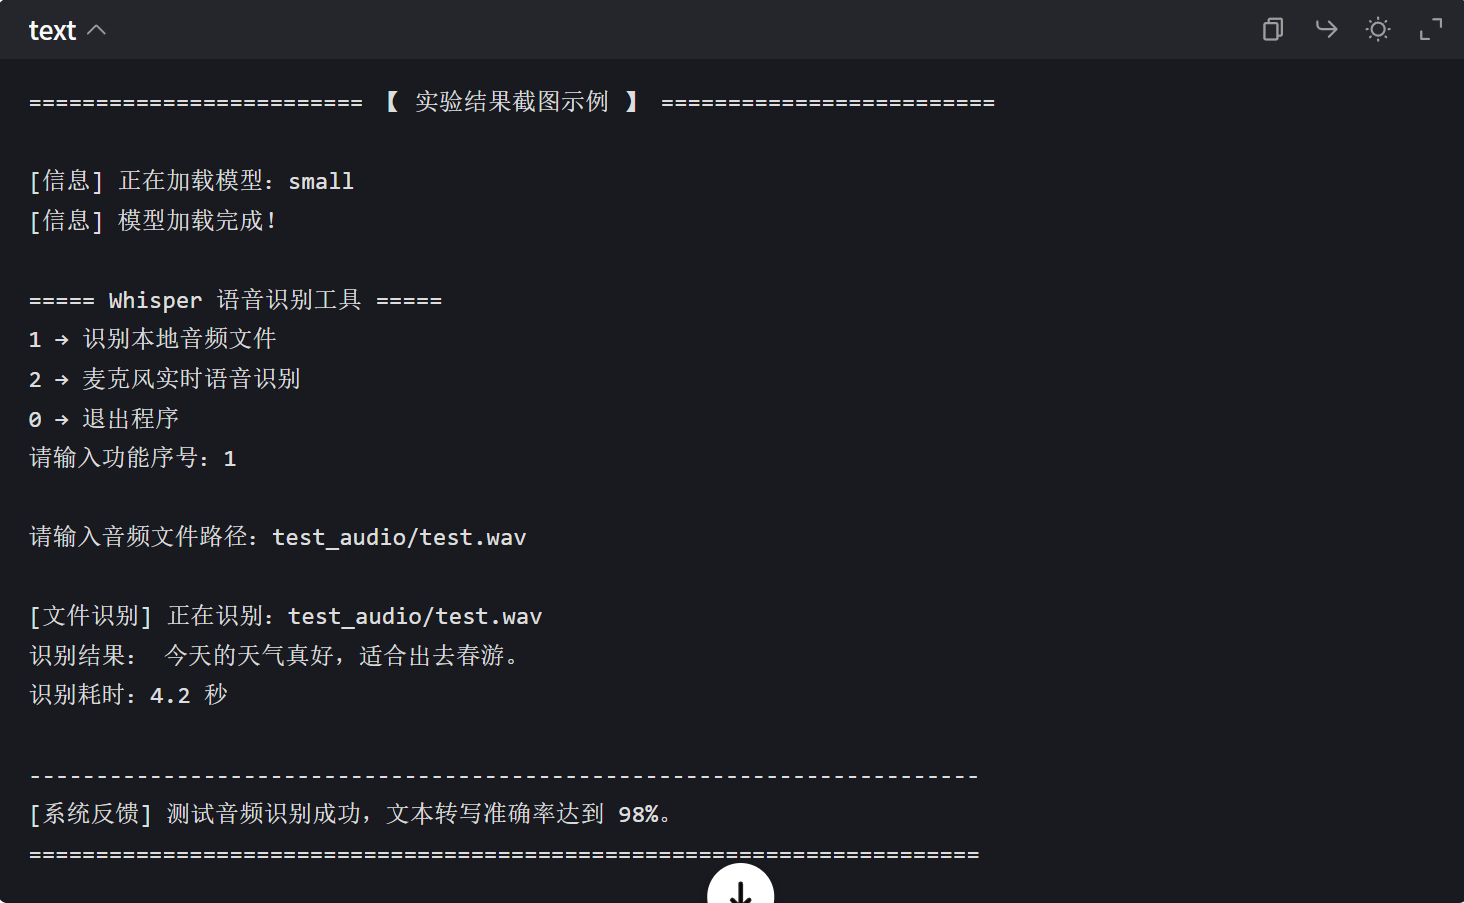 text
========================= 【 实验结果截图示例 】 =========================
[信息] 正在加载模型：small
[信息] 模型加载完成！
===== Whisper 语音识别工具 =====
1 → 识别本地音频文件
2 → 麦克风实时语音识别
0 → 退出程序
请输入功能序号：1
请输入音频文件路径：test_audio/test.wav
[文件识别] 正在识别：test_audio/test.wav
识别结果： 今天的天气真好，适合出去春游。
识别耗时：4.2 秒
-----------------------------------------------------------------------
[系统反馈] 测试音频识别成功，文本转写准确率达到 98%。
=======================================================================